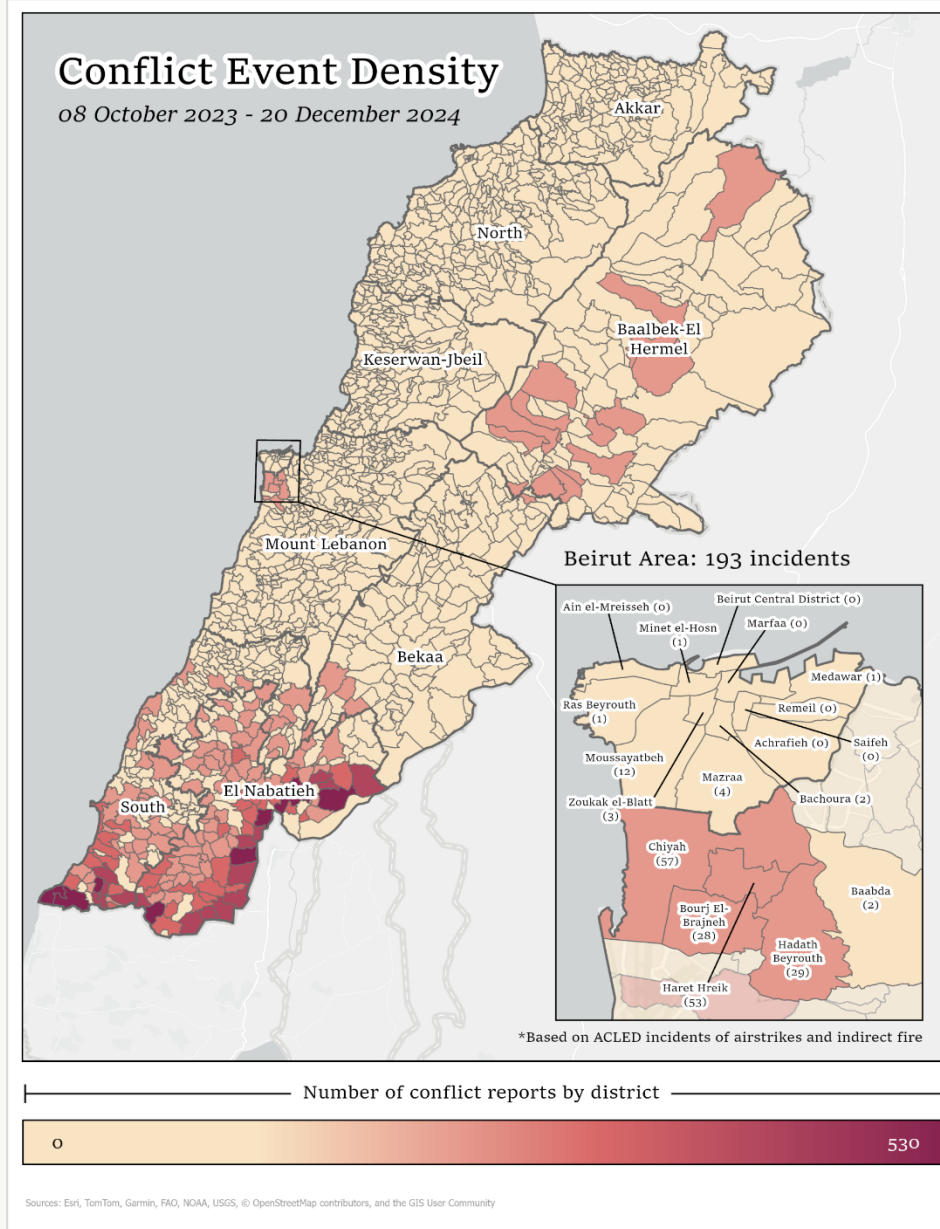 Conflict Event Density
08 October 2023 - 20 December 2024
Akkar
North
Baalbek-El
Hermel
Keserwan-Jbeil
Mount Lebanon
Bekaa
El Nabatieh
South
Beirut Area: 193 incidents
Ain el-Mreisseh (0)
Beirut Central District (0)
Minet el-Hosn
(1)
Marfaa (0)
Medawar (1)
Ras Beyrouth
(1)
Remeil (0)
Achrafieh (0)
Saifeh
(0)
Moussayatbeh
(12)
Mazraa
(4)
Zoukak el-Blatt
(3)
Bachoura (2)
Chiyah
(57)
Baabda
(2)
Bourj El-
Brajneh
(28)
Hadath
Beyrouth
(29)
Haret Hreik
(53)
*Based on ACLED incidents of airstrikes and indirect fire
Number of conflict reports by district
0
530
Sources: Esri, TomTom, Garmin, FAO, NOAA, USGS, © OpenStreetMap contributors, and the GIS User Community